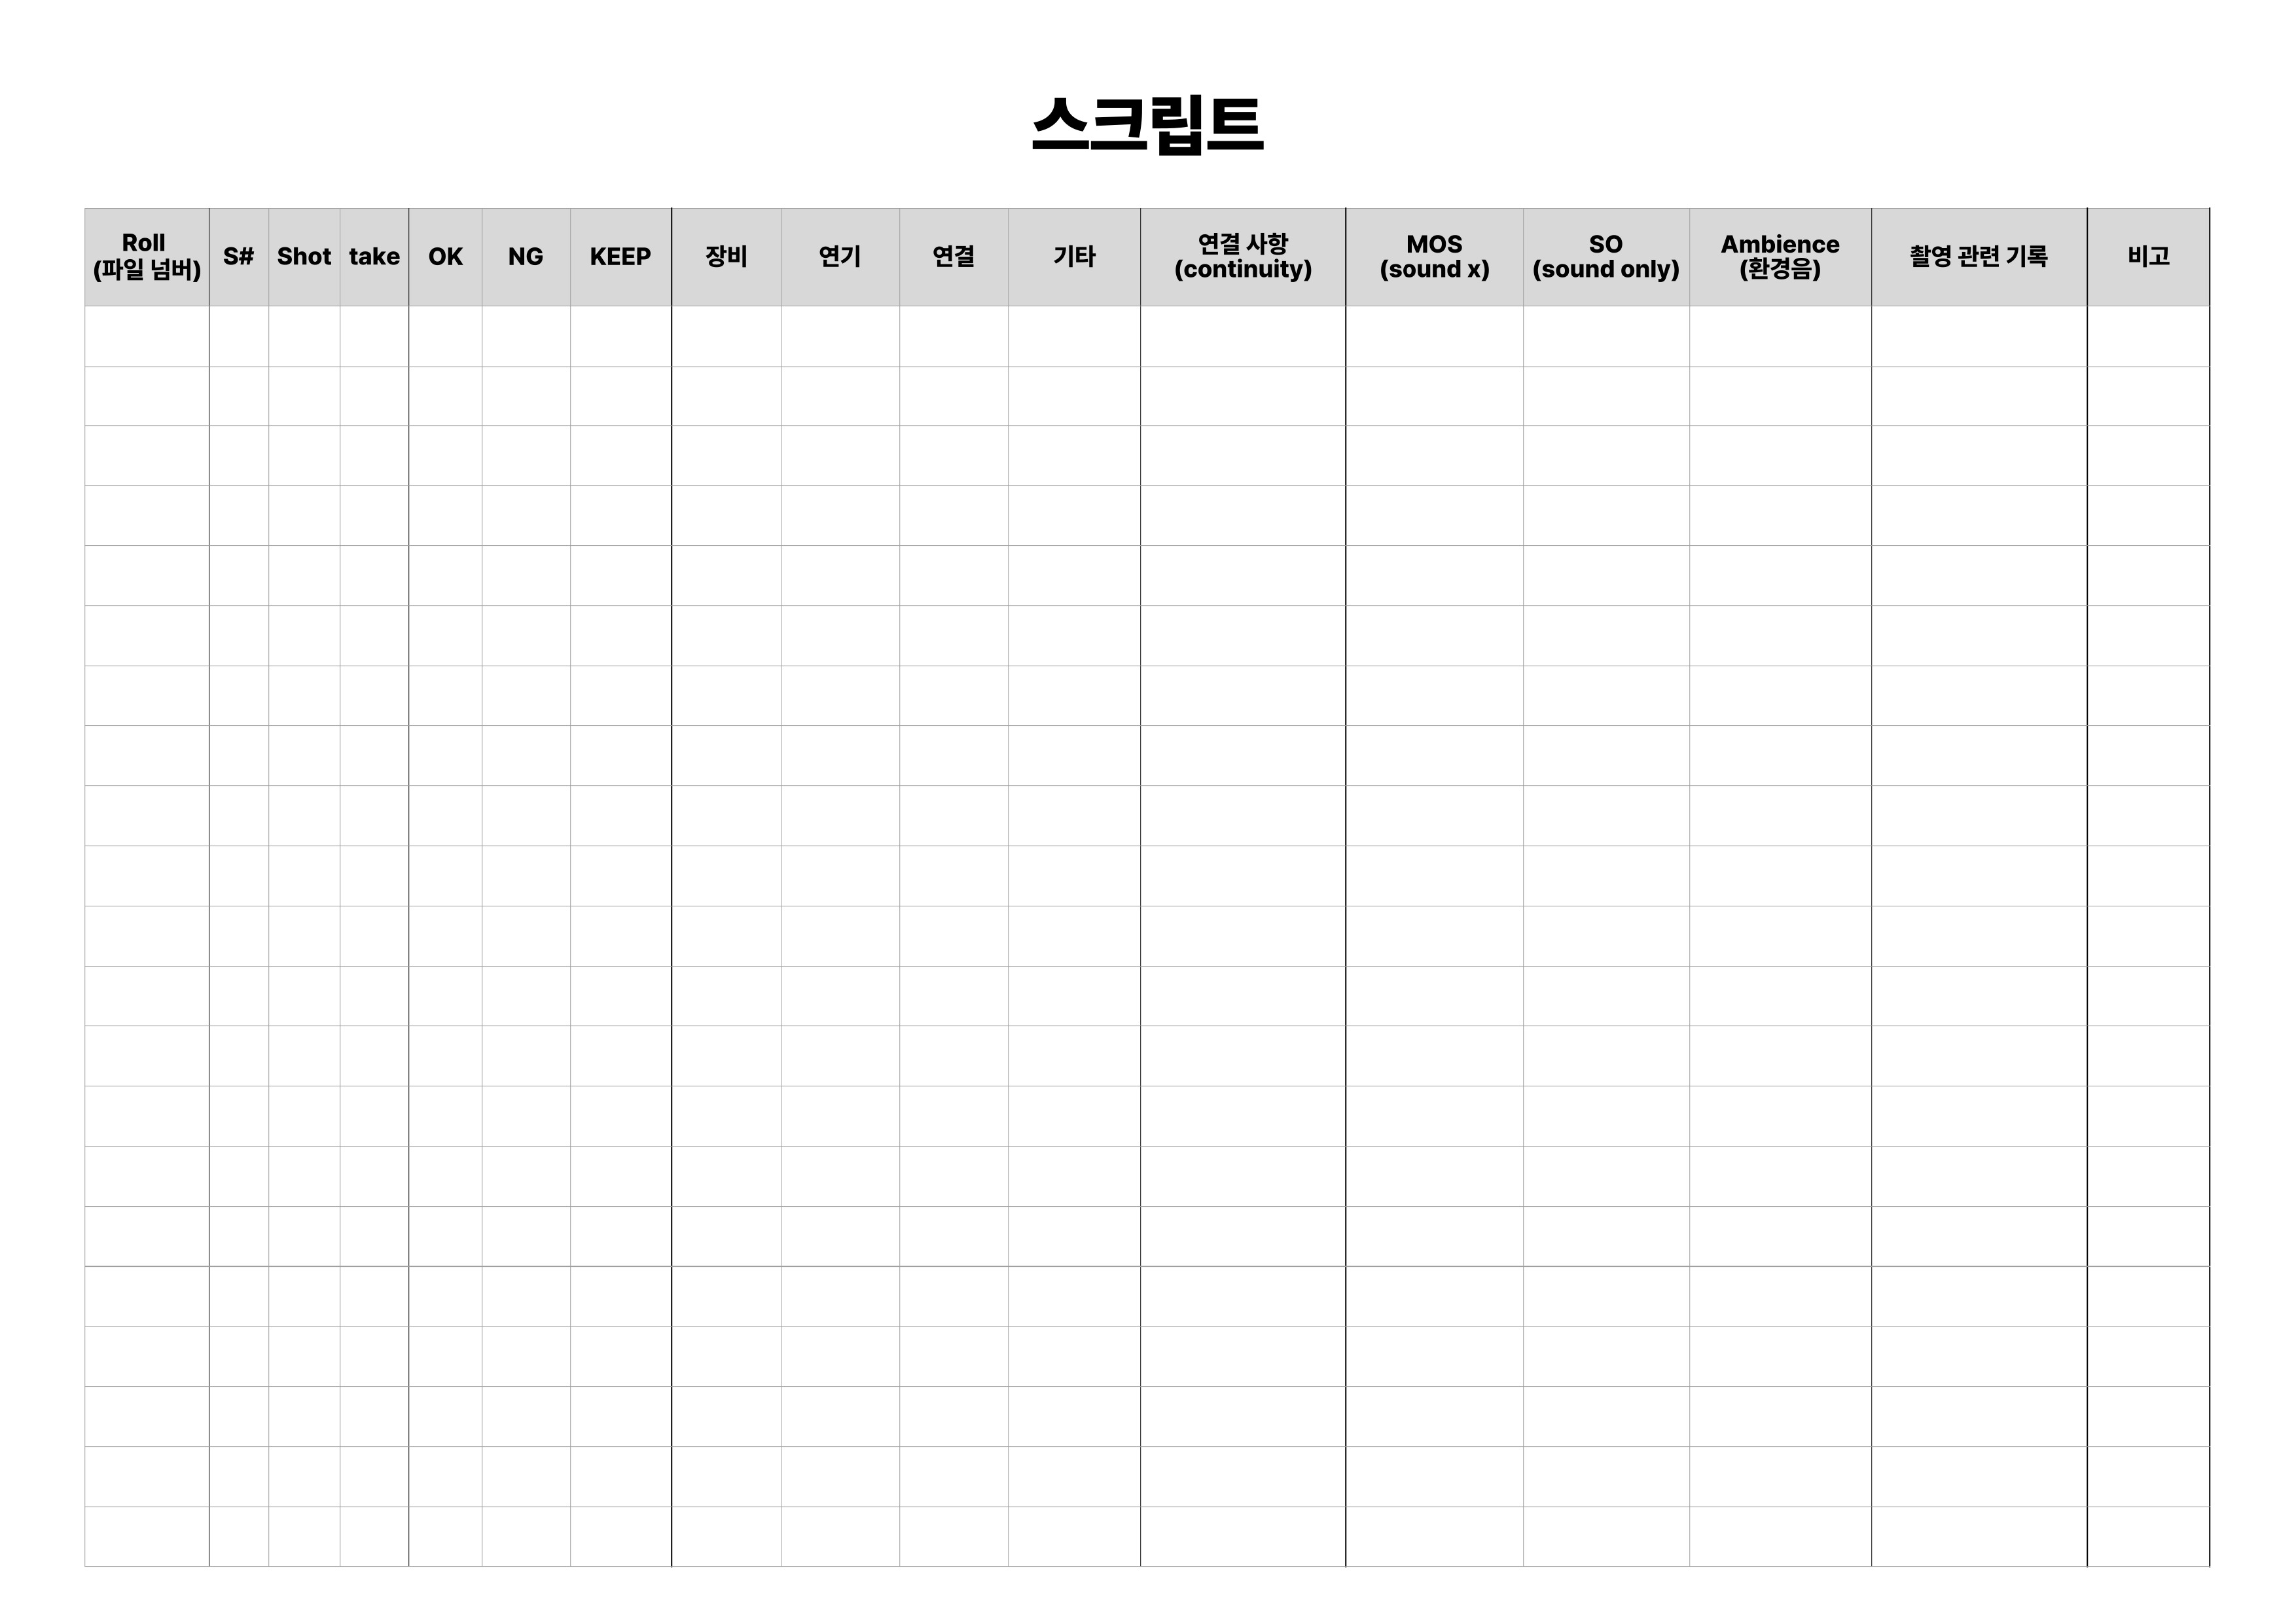 스크립트
Roll
(파일 넘버)
S#
Shot
take
OK
NG
KEEP
장비
연기
연결
기타
연결 사항
(continuity)
MOS
(sound x)
SO
(sound only)
Ambience
(환경음)
촬영 관련 기록
비고